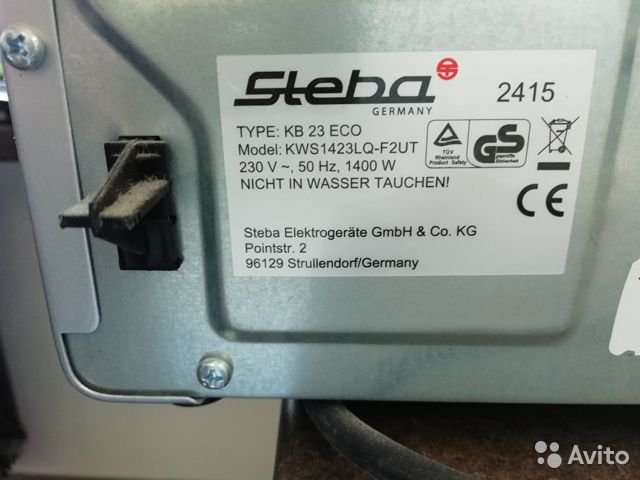 Steba
GERMANY
2415
TYPE: KB 23 ECO
Model: KWS1423LQ-F2UT
230 V ~, 50 Hz, 1400 W
NICHT IN WASSER TAUCHEN!
TÜV
Rheinland
Product Safety
GS
geprüfte
Sicherheit
CE
Steba Elektrogeräte GmbH & Co. KG
Pointstr. 2
96129 Strullendorf/Germany
Avito